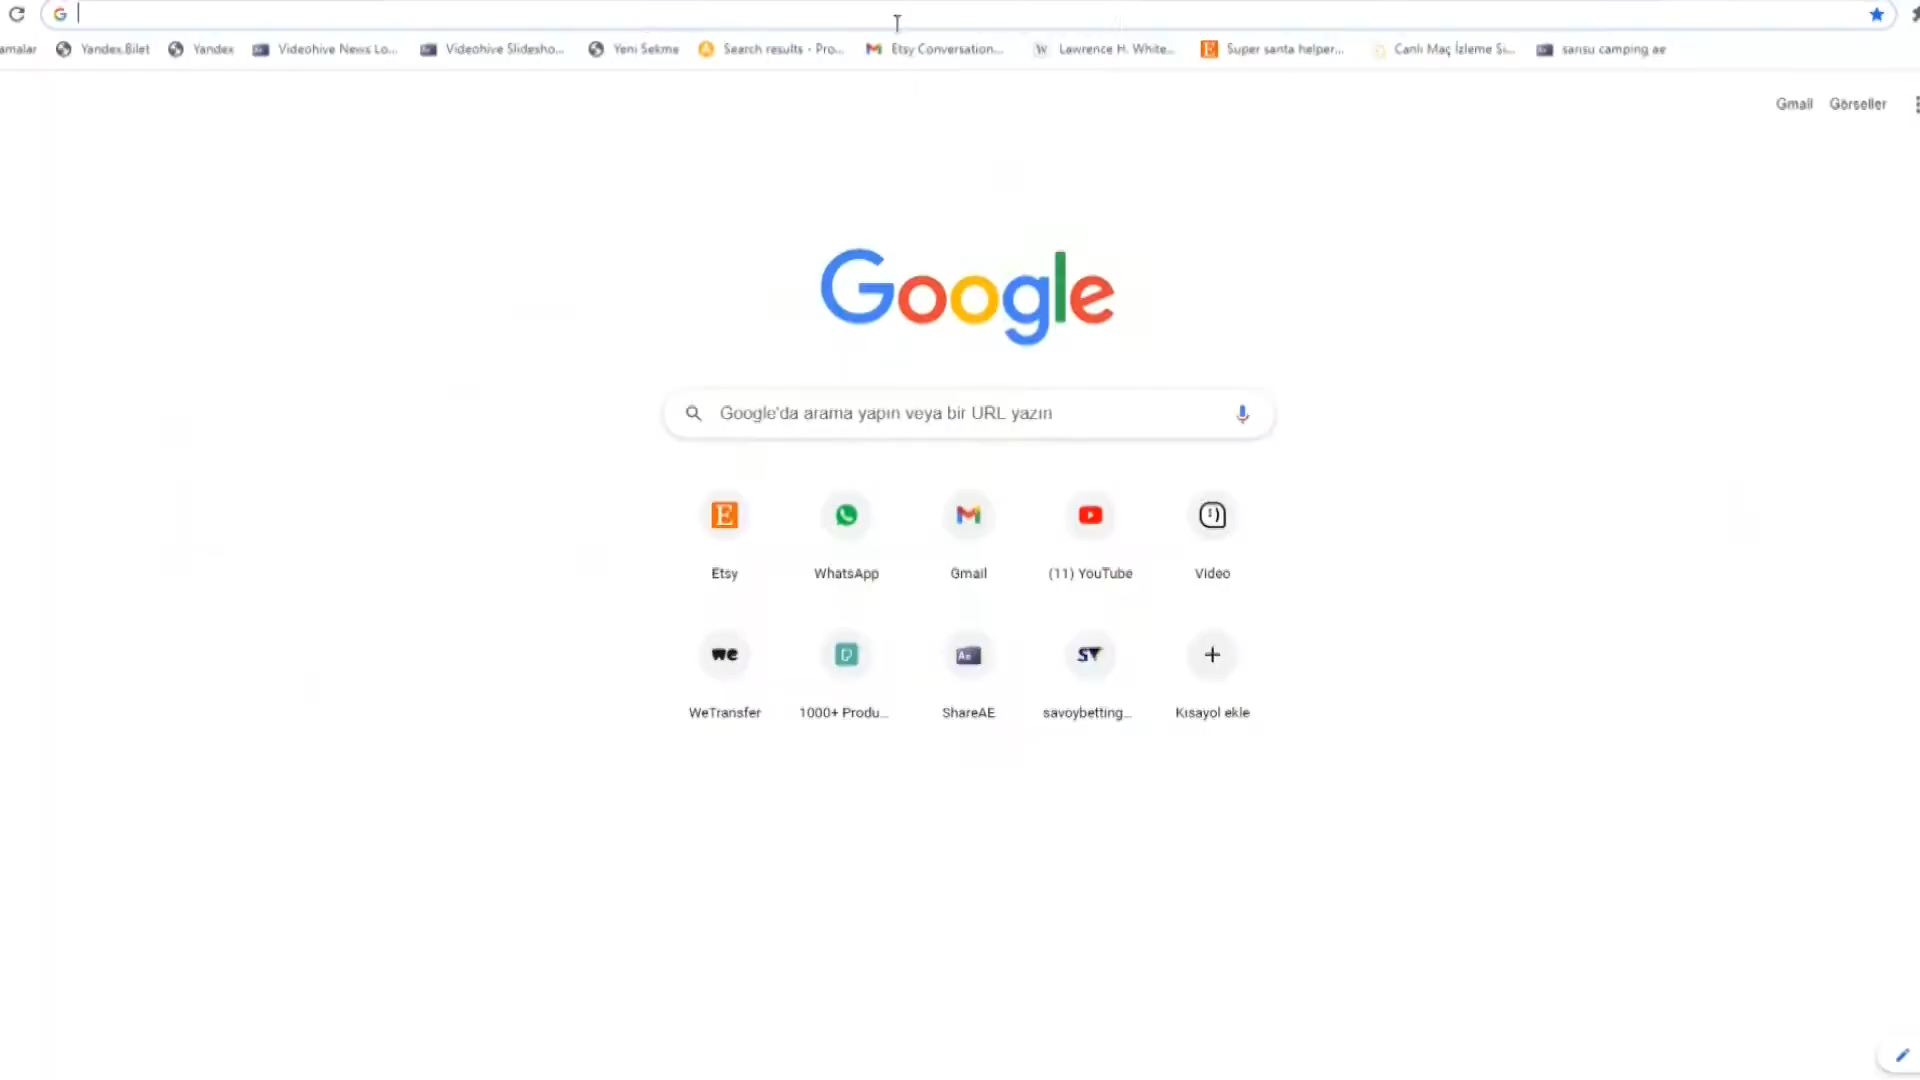 amalar Yandex.Bilet Yandex Videohive News Lo... Videohive Slidesho... Yeni Sekme Search results - Pro... Etsy Conversation... Lawrence H. White... Super santa helper... Canlı Maç İzleme Si... sansu camping ae
Gmail Görseller
Google
Google'da arama yapın veya bir URL yazın
Etsy WhatsApp Gmail (11) YouTube Video
WeTransfer 1000+ Produ... ShareAE savoybetting... Kısayol ekle